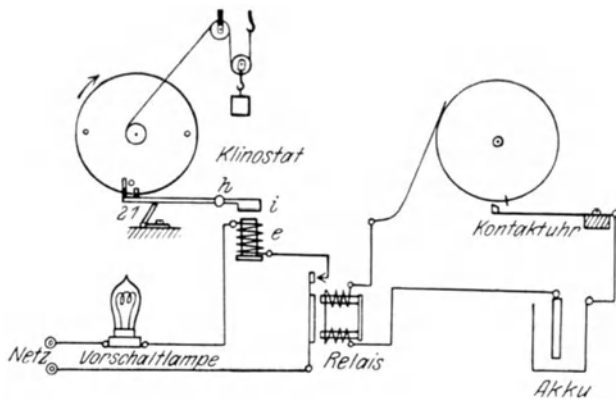 Klinostat
h
i
21
e
Kontaktuhr
Netz
Vorschaltlampe
Relais
Akku